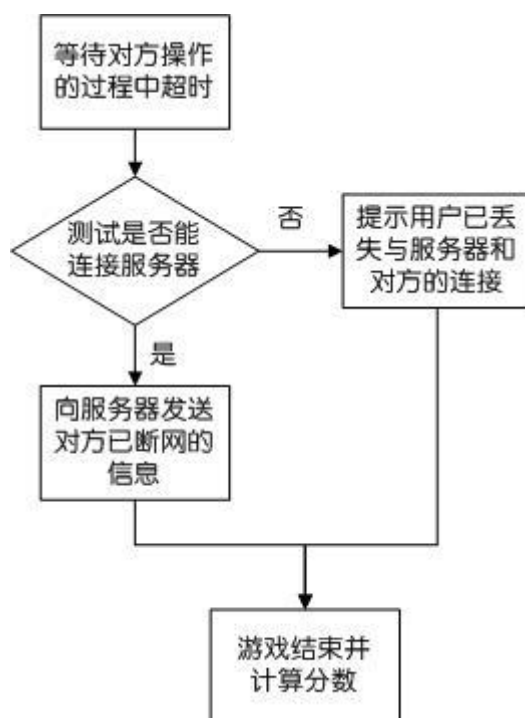 等待对方操作
的过程中超时
测试是否能
连接服务器
否
提示用户已丢
失与服务器和
对方的连接
是
向服务器发送
对方已断网的
信息
游戏结束并
计算分数